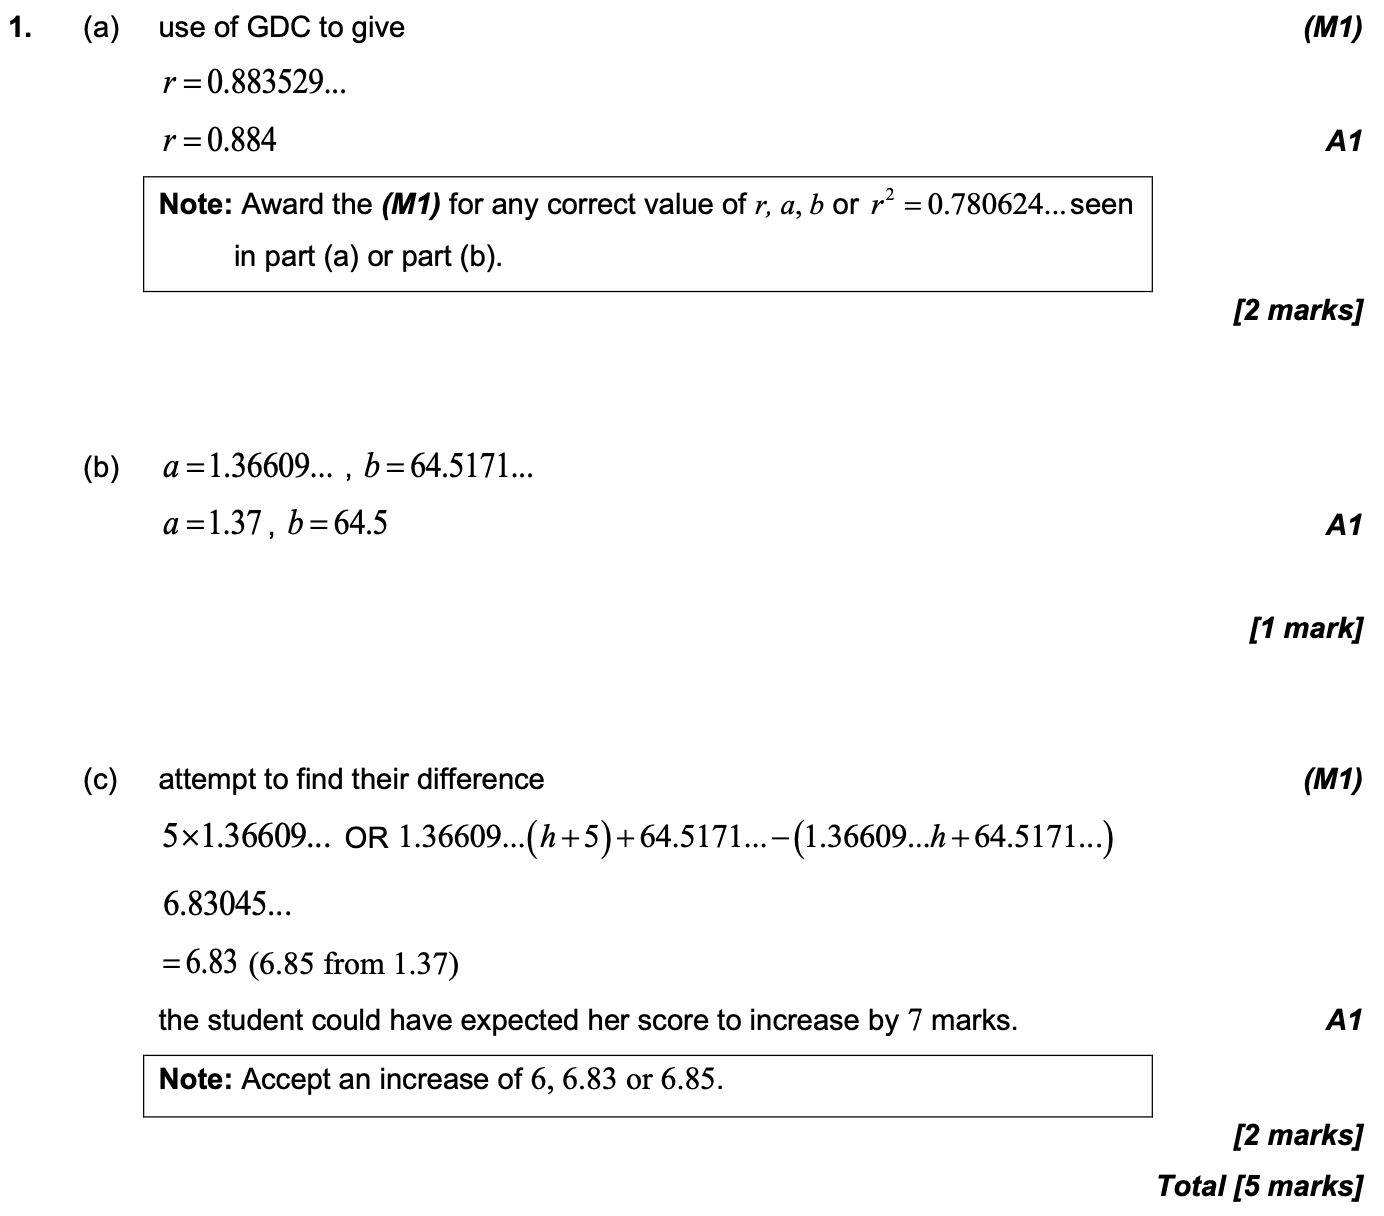 1. (a) use of GDC to give (M1)
r = 0.883529...
r = 0.884 A1
Note: Award the (M1) for any correct value of r, a, b or r² = 0.780624... seen
in part (a) or part (b).
[2 marks]
(b) a = 1.36609... , b = 64.5171...
a = 1.37 , b = 64.5 A1
[1 mark]
(c) attempt to find their difference (M1)
5×1.36609... OR 1.36609...(h+5)+64.5171...−(1.36609...h+64.5171...)
6.83045...
= 6.83 (6.85 from 1.37)
the student could have expected her score to increase by 7 marks. A1
Note: Accept an increase of 6, 6.83 or 6.85.
[2 marks]
Total [5 marks]